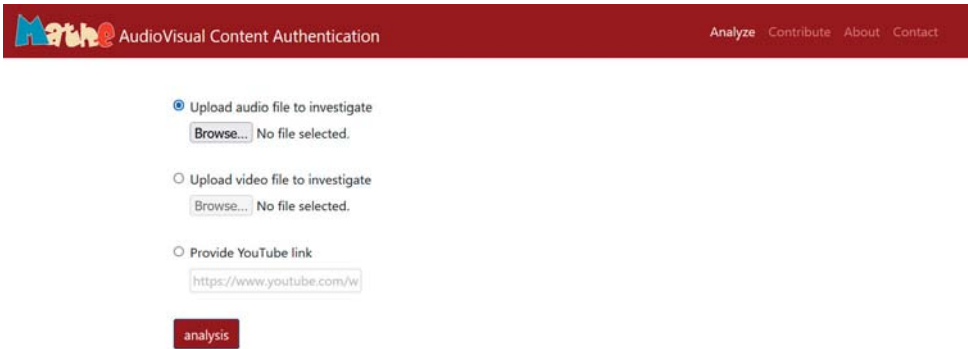 Mathe AudioVisual Content Authentication
Analyze Contribute About Contact
Upload audio file to investigate
Browse... No file selected.
Upload video file to investigate
Browse... No file selected.
Provide YouTube link
https://www.youtube.com/w
analysis